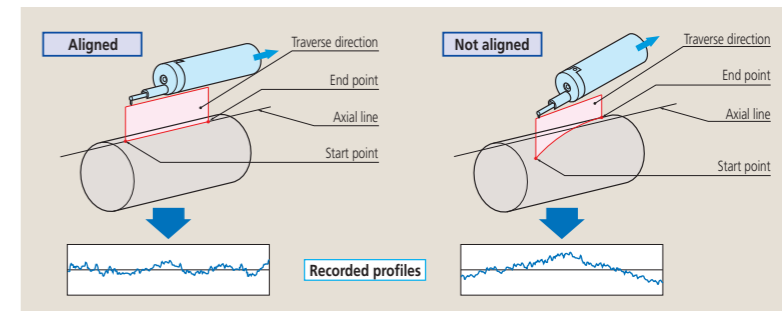 Aligned
Traverse direction
End point
Axial line
Start point
Not aligned
Traverse direction
End point
Axial line
Start point
Recorded profiles